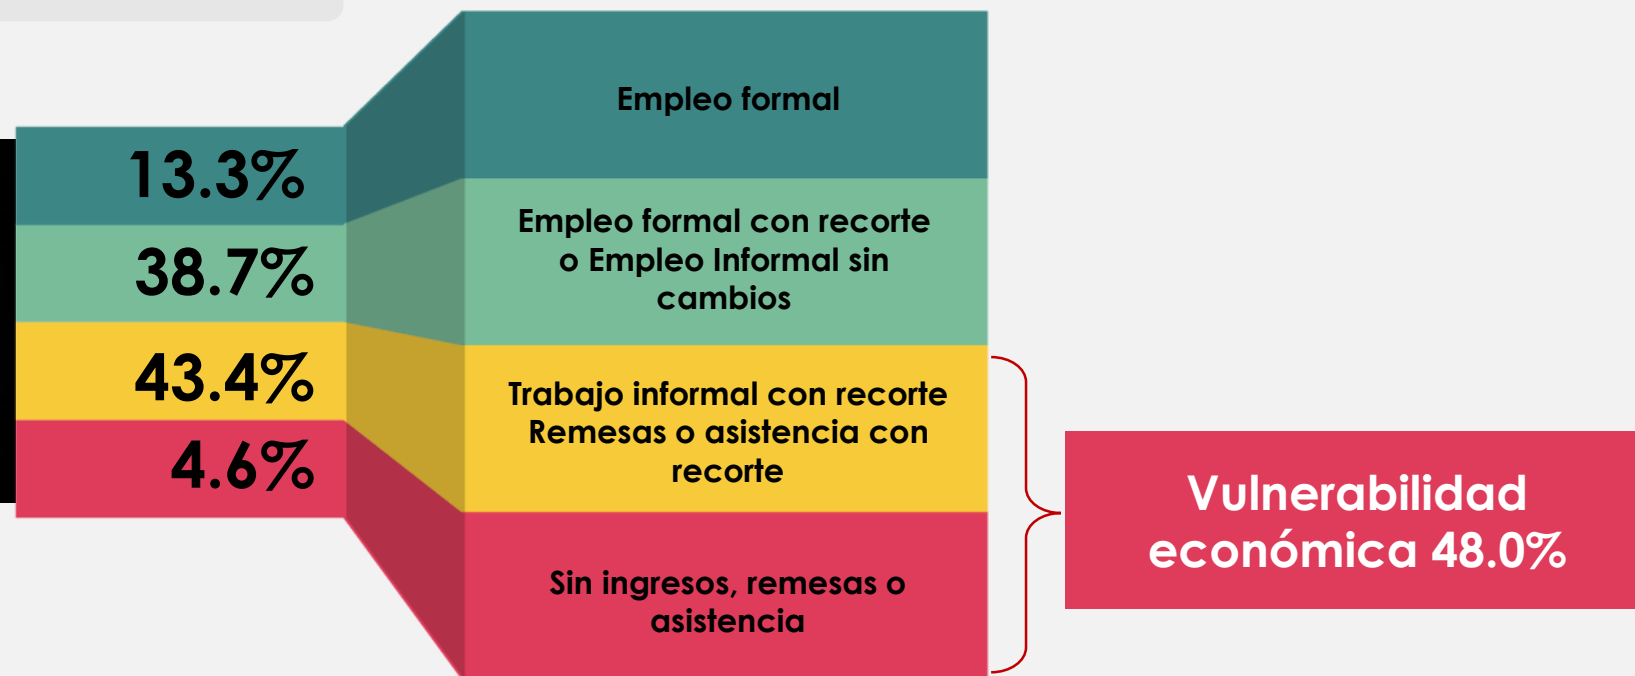 13.3%
38.7%
43.4%
4.6%
Empleo formal
Empleo formal con recorte
o Empleo Informal sin
cambios
Trabajo informal con recorte
Remesas o asistencia con
recorte
Sin ingresos, remesas o
asistencia
Vulnerabilidad
económica 48.0%